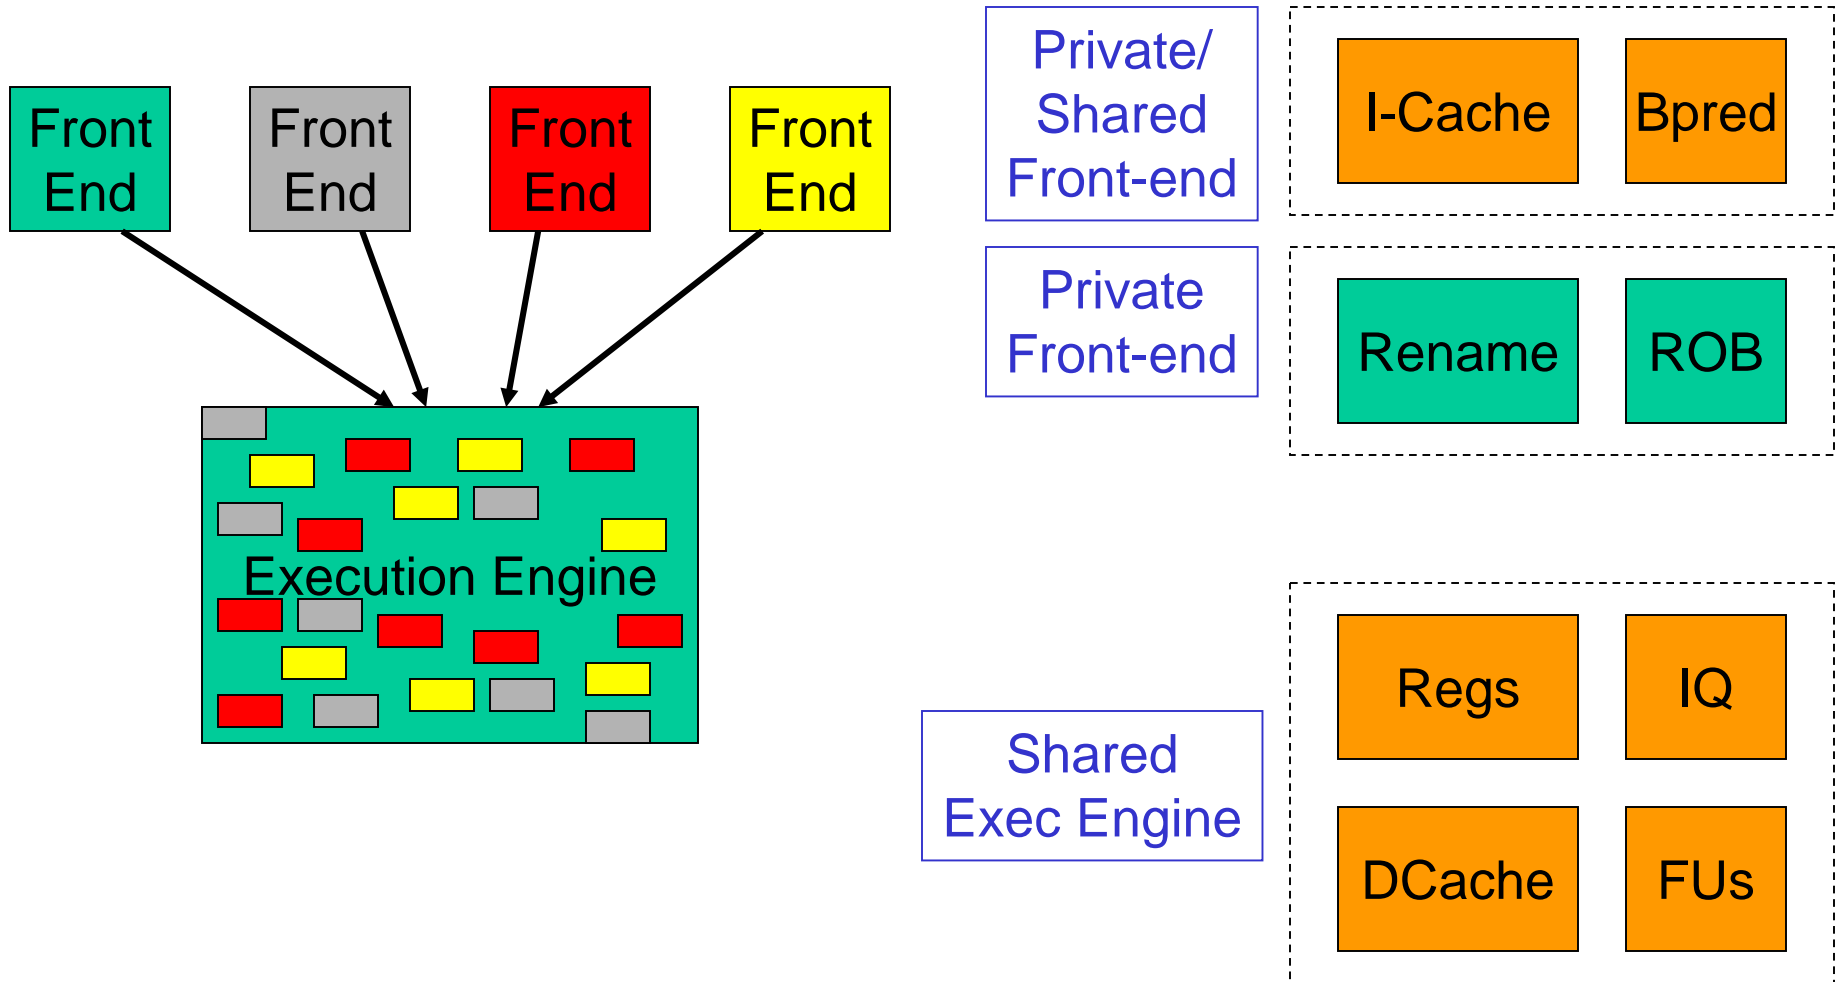 Front
End
Front
End
Front
End
Front
End
Execution Engine
Private/
Shared
Front-end
I-Cache
Bpred
Private
Front-end
Rename
ROB
Shared
Exec Engine
Regs
IQ
DCache
FUs